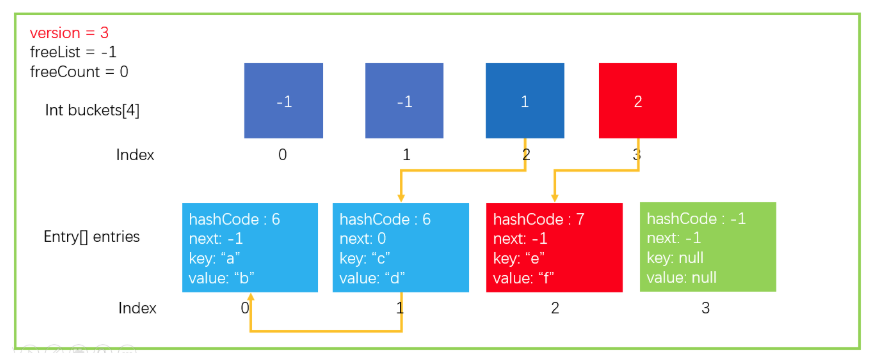 version = 3
freeList = -1
freeCount = 0
Int buckets[4]
-1
-1
1
2
Index
0
1
2
3
Entry[] entries
hashCode : 6
next: -1
key: “a”
value: “b”
hashCode : 6
next: 0
key: “c”
value: “d”
hashCode : 7
next: -1
key: “e”
value: “f”
hashCode : -1
next: -1
key: null
value: null
Index
0
1
2
3